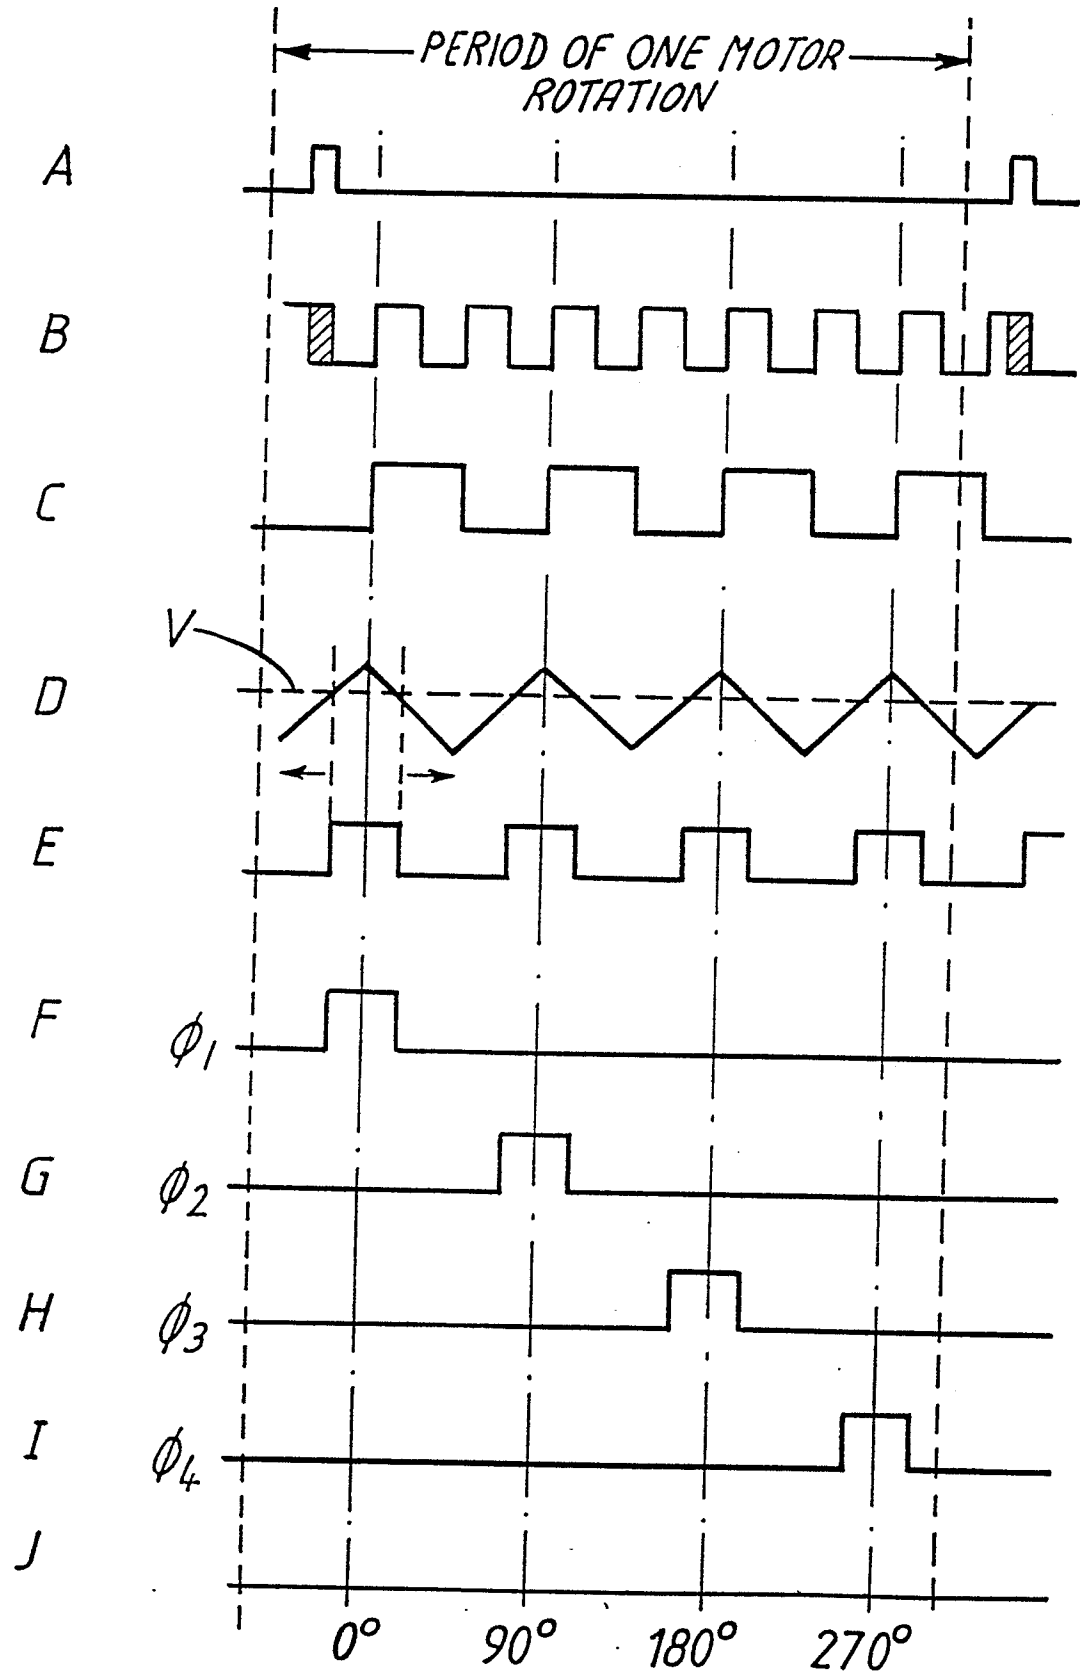 PERIOD OF ONE MOTOR
ROTATION
A
B
C
V
D
E
F
φ1
G
φ2
H
φ3
I
φ4
J
0° 90° 180° 270°